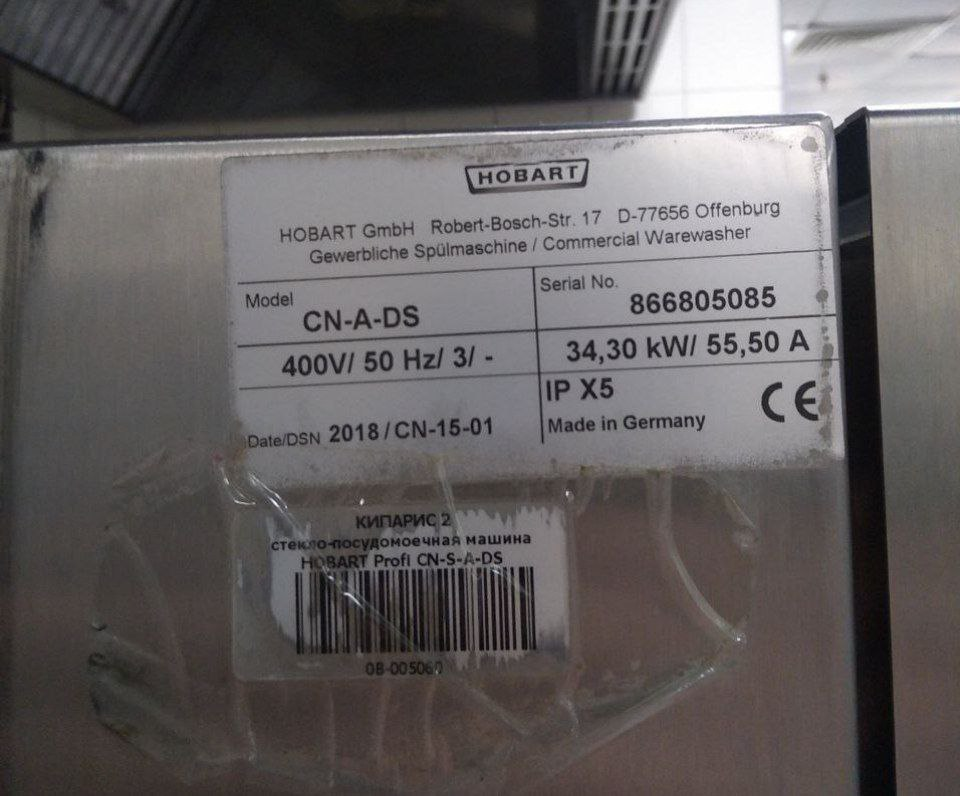 HOBART
HOBART GmbH Robert-Bosch-Str. 17 D-77656 Offenburg
Gewerbliche Spülmaschine / Commercial Warewasher
Model CN-A-DS
Serial No. 866805085
400V/ 50 Hz/ 3/ -
34,30 kW/ 55,50 A
IP X5
CE
Date/DSN 2018/CN-15-01
Made in Germany
КИПАРИС 2
стекло-посудомоечная машина
HOBART Profi CN-S-A-DS
0B-005060